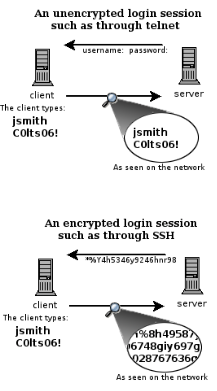 An unencrypted login session
such as through telnet
username: password:
client
server
The client types:
jsmith
C0lts06!
jsmith
C0lts06!
As seen on the network
An encrypted login session
such as through SSH
*%Y4h5346y9246hnr98
client
server
The client types:
jsmith
C0lts06!
%8h49587
6748giy697g
028767636
As seen on the network